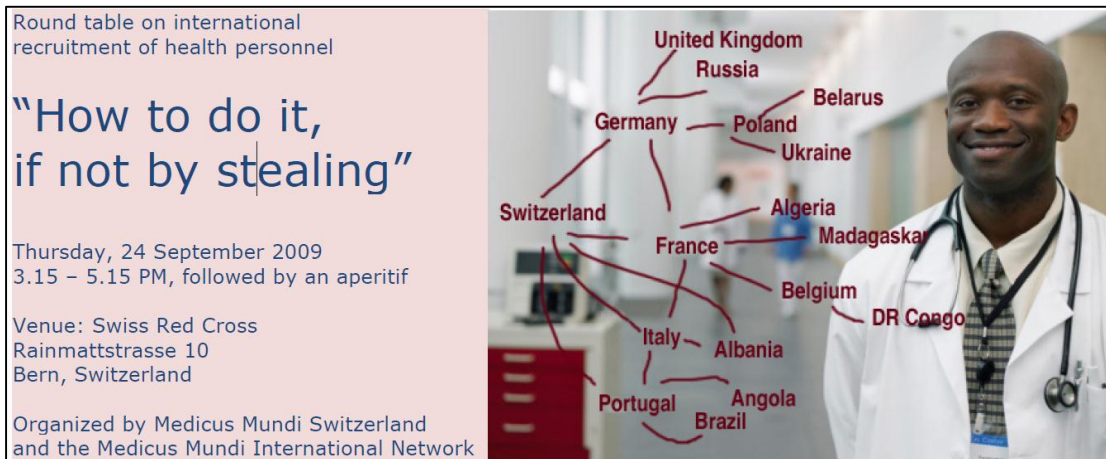 Round table on international
recruitment of health personnel
“How to do it,
if not by stealing”
Thursday, 24 September 2009
3.15 – 5.15 PM, followed by an aperitif
Venue: Swiss Red Cross
Rainmattstrasse 10
Bern, Switzerland
Organized by Medicus Mundi Switzerland
and the Medicus Mundi International Network
United Kingdom
Russia
Belarus
Germany
Poland
Ukraine
Switzerland
Algeria
France
Madagaskar
Belgium
DR Congo
Italy
Albania
Portugal
Angola
Brazil